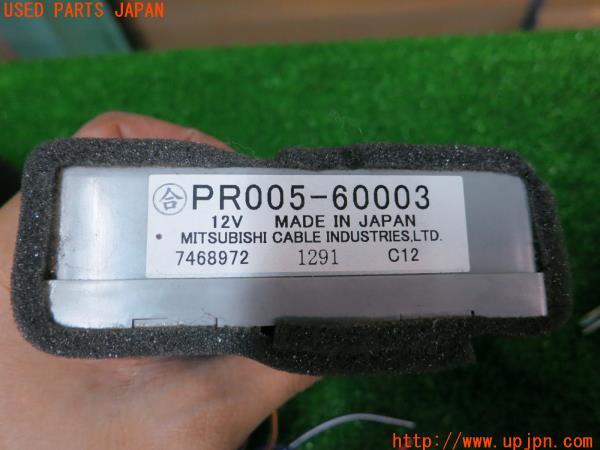 USED PARTS JAPAN
合 PR005-60003
12V MADE IN JAPAN
MITSUBISHI CABLE INDUSTRIES,LTD.
7468972 1291 C12
http://www.upjpn.com